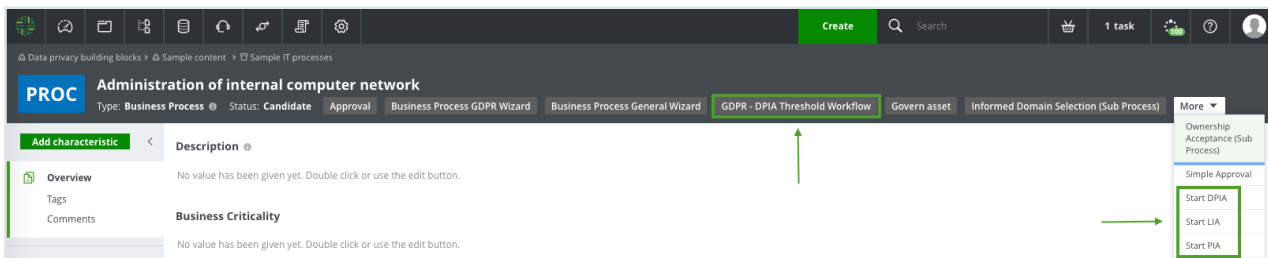 Create
Search
1 task
100
Data privacy building blocks Sample content Sample IT processes
PROC
Administration of internal computer network
Type: Business Process Status: Candidate Approval Business Process GDPR Wizard Business Process General Wizard GDPR - DPIA Threshold Workflow Govern asset Informed Domain Selection (Sub Process) More
Ownership
Acceptance (Sub
Process)
Simple Approval
Start DPIA
Start LIA
Start PIA
Add characteristic
Overview
Tags
Comments
Description
No value has been given yet. Double click or use the edit button.
Business Criticality
No value has been given yet. Double click or use the edit button.